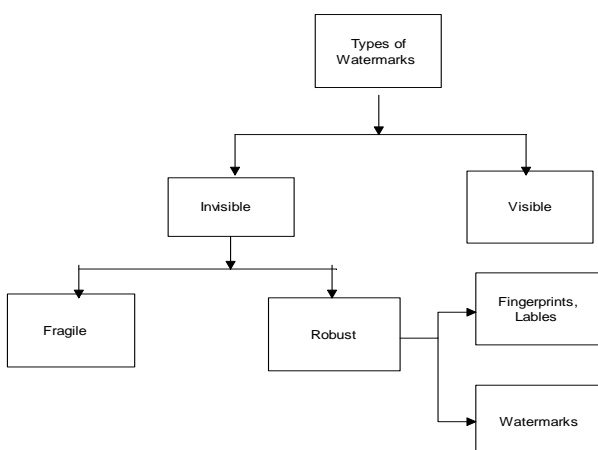 Types of
Watermarks
Invisible
Visible
Fragile
Robust
Fingerprints,
Lables
Watermarks